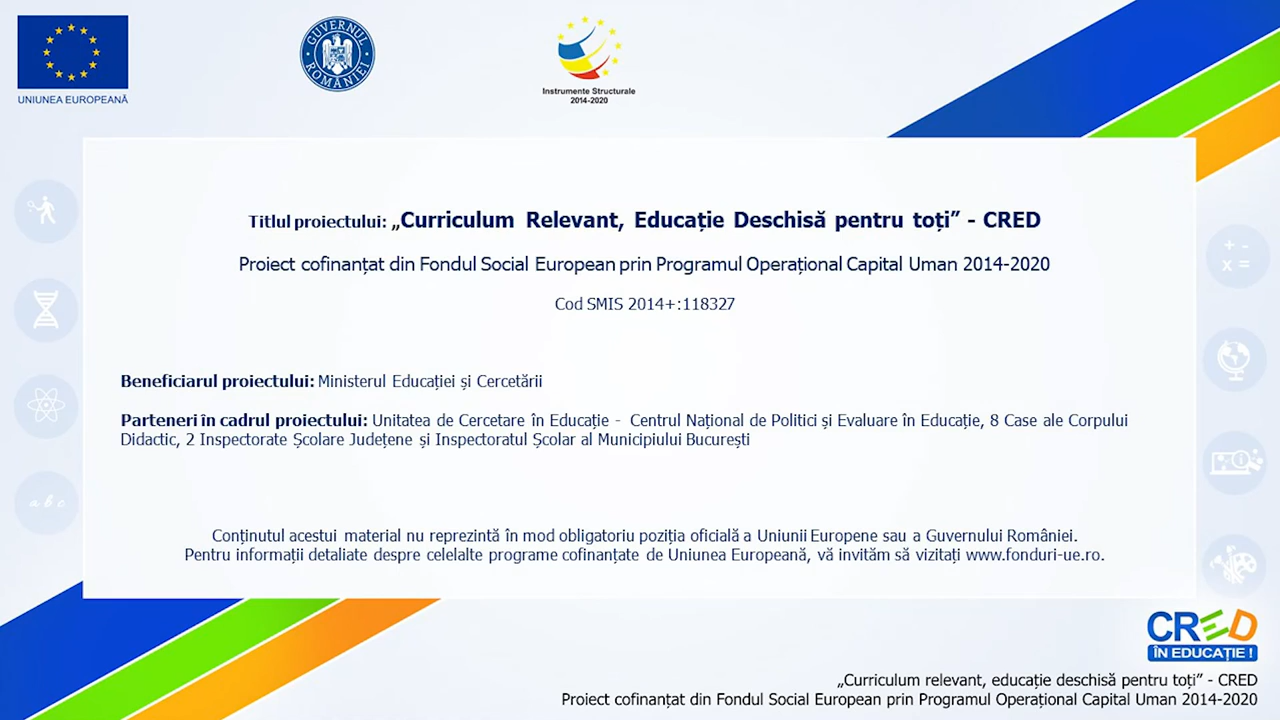 UNIUNEA EUROPEANĂ
GUVERNUL
ROMÂNIEI
Instrumente Structurale
2014-2020
Titlul proiectului: „Curriculum Relevant, Educație Deschisă pentru toți” - CRED
Proiect cofinanțat din Fondul Social European prin Programul Operațional Capital Uman 2014-2020
Cod SMIS 2014+:118327
Beneficiarul proiectului: Ministerul Educației și Cercetării
Parteneri în cadrul proiectului: Unitatea de Cercetare în Educație - Centrul Național de Politici și Evaluare în Educație, 8 Case ale Corpului
Didactic, 2 Inspectorate Școlare Județene și Inspectoratul Școlar al Municipiului București
Conținutul acestui material nu reprezintă în mod obligatoriu poziția oficială a Uniunii Europene sau a Guvernului României.
Pentru informații detaliate despre celelalte programe cofinanțate de Uniunea Europeană, vă invităm să vizitați www.fonduri-ue.ro.
+ -
x =
a b c
CRED
ÎN EDUCAȚIE !
„Curriculum relevant, educație deschisă pentru toți” - CRED
Proiect cofinanțat din Fondul Social European prin Programul Operațional Capital Uman 2014-2020